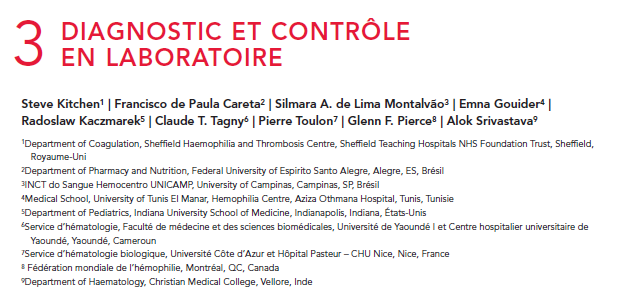 3 DIAGNOSTIC ET CONTRÔLE
EN LABORATOIRE
Steve Kitchen¹ | Francisco de Paula Careta² | Silmara A. de Lima Montalvão³ | Emna Gouider⁴ |
Radoslaw Kaczmarek⁵ | Claude T. Tagny⁶ | Pierre Toulon⁷ | Glenn F. Pierce⁸ | Alok Srivastava⁹
¹Department of Coagulation, Sheffield Haemophilia and Thrombosis Centre, Sheffield Teaching Hospitals NHS Foundation Trust, Sheffield,
Royaume-Uni
²Department of Pharmacy and Nutrition, Federal University of Espirito Santo Alegre, Alegre, ES, Brésil
³INCT do Sangue Hemocentro UNICAMP, University of Campinas, Campinas, SP, Brésil
⁴Medical School, University of Tunis El Manar, Hemophilia Centre, Aziza Othmana Hospital, Tunis, Tunisie
⁵Department of Pediatrics, Indiana University School of Medicine, Indianapolis, Indiana, États-Unis
⁶Service d'hématologie, Faculté de médecine et des sciences biomédicales, Université de Yaoundé I et Centre hospitalier universitaire de
Yaoundé, Yaoundé, Cameroun
⁷Service d'hématologie biologique, Université Côte d'Azur et Hôpital Pasteur – CHU Nice, Nice, France
⁸ Fédération mondiale de l'hémophilie, Montréal, QC, Canada
⁹Department of Haematology, Christian Medical College, Vellore, Inde